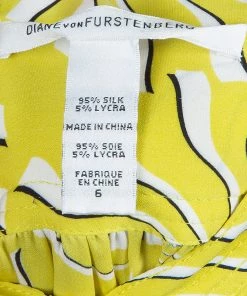 DIANE VON FURSTENBERG
95% SILK
5% LYCRA
MADE IN CHINA
95% SOIE
5% LYCRA
FABRIQUE
EN CHINE
6